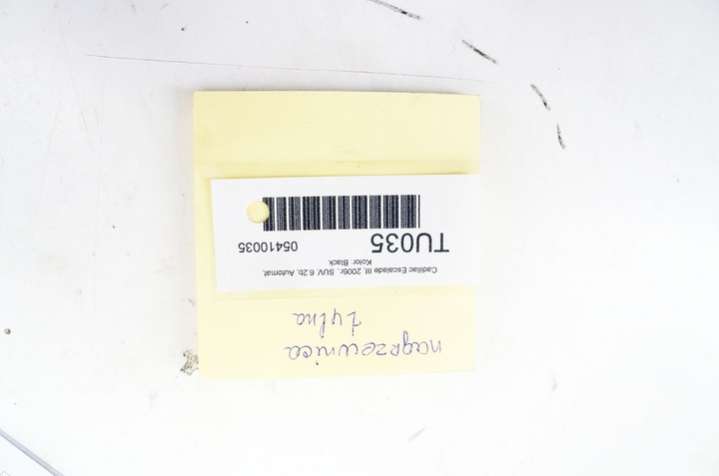 nagrzewnica
tylna
Cadillac Escalade III, 2006r., SUV, 6.2b, Automat,
Kolor: Black
TU035
05410035